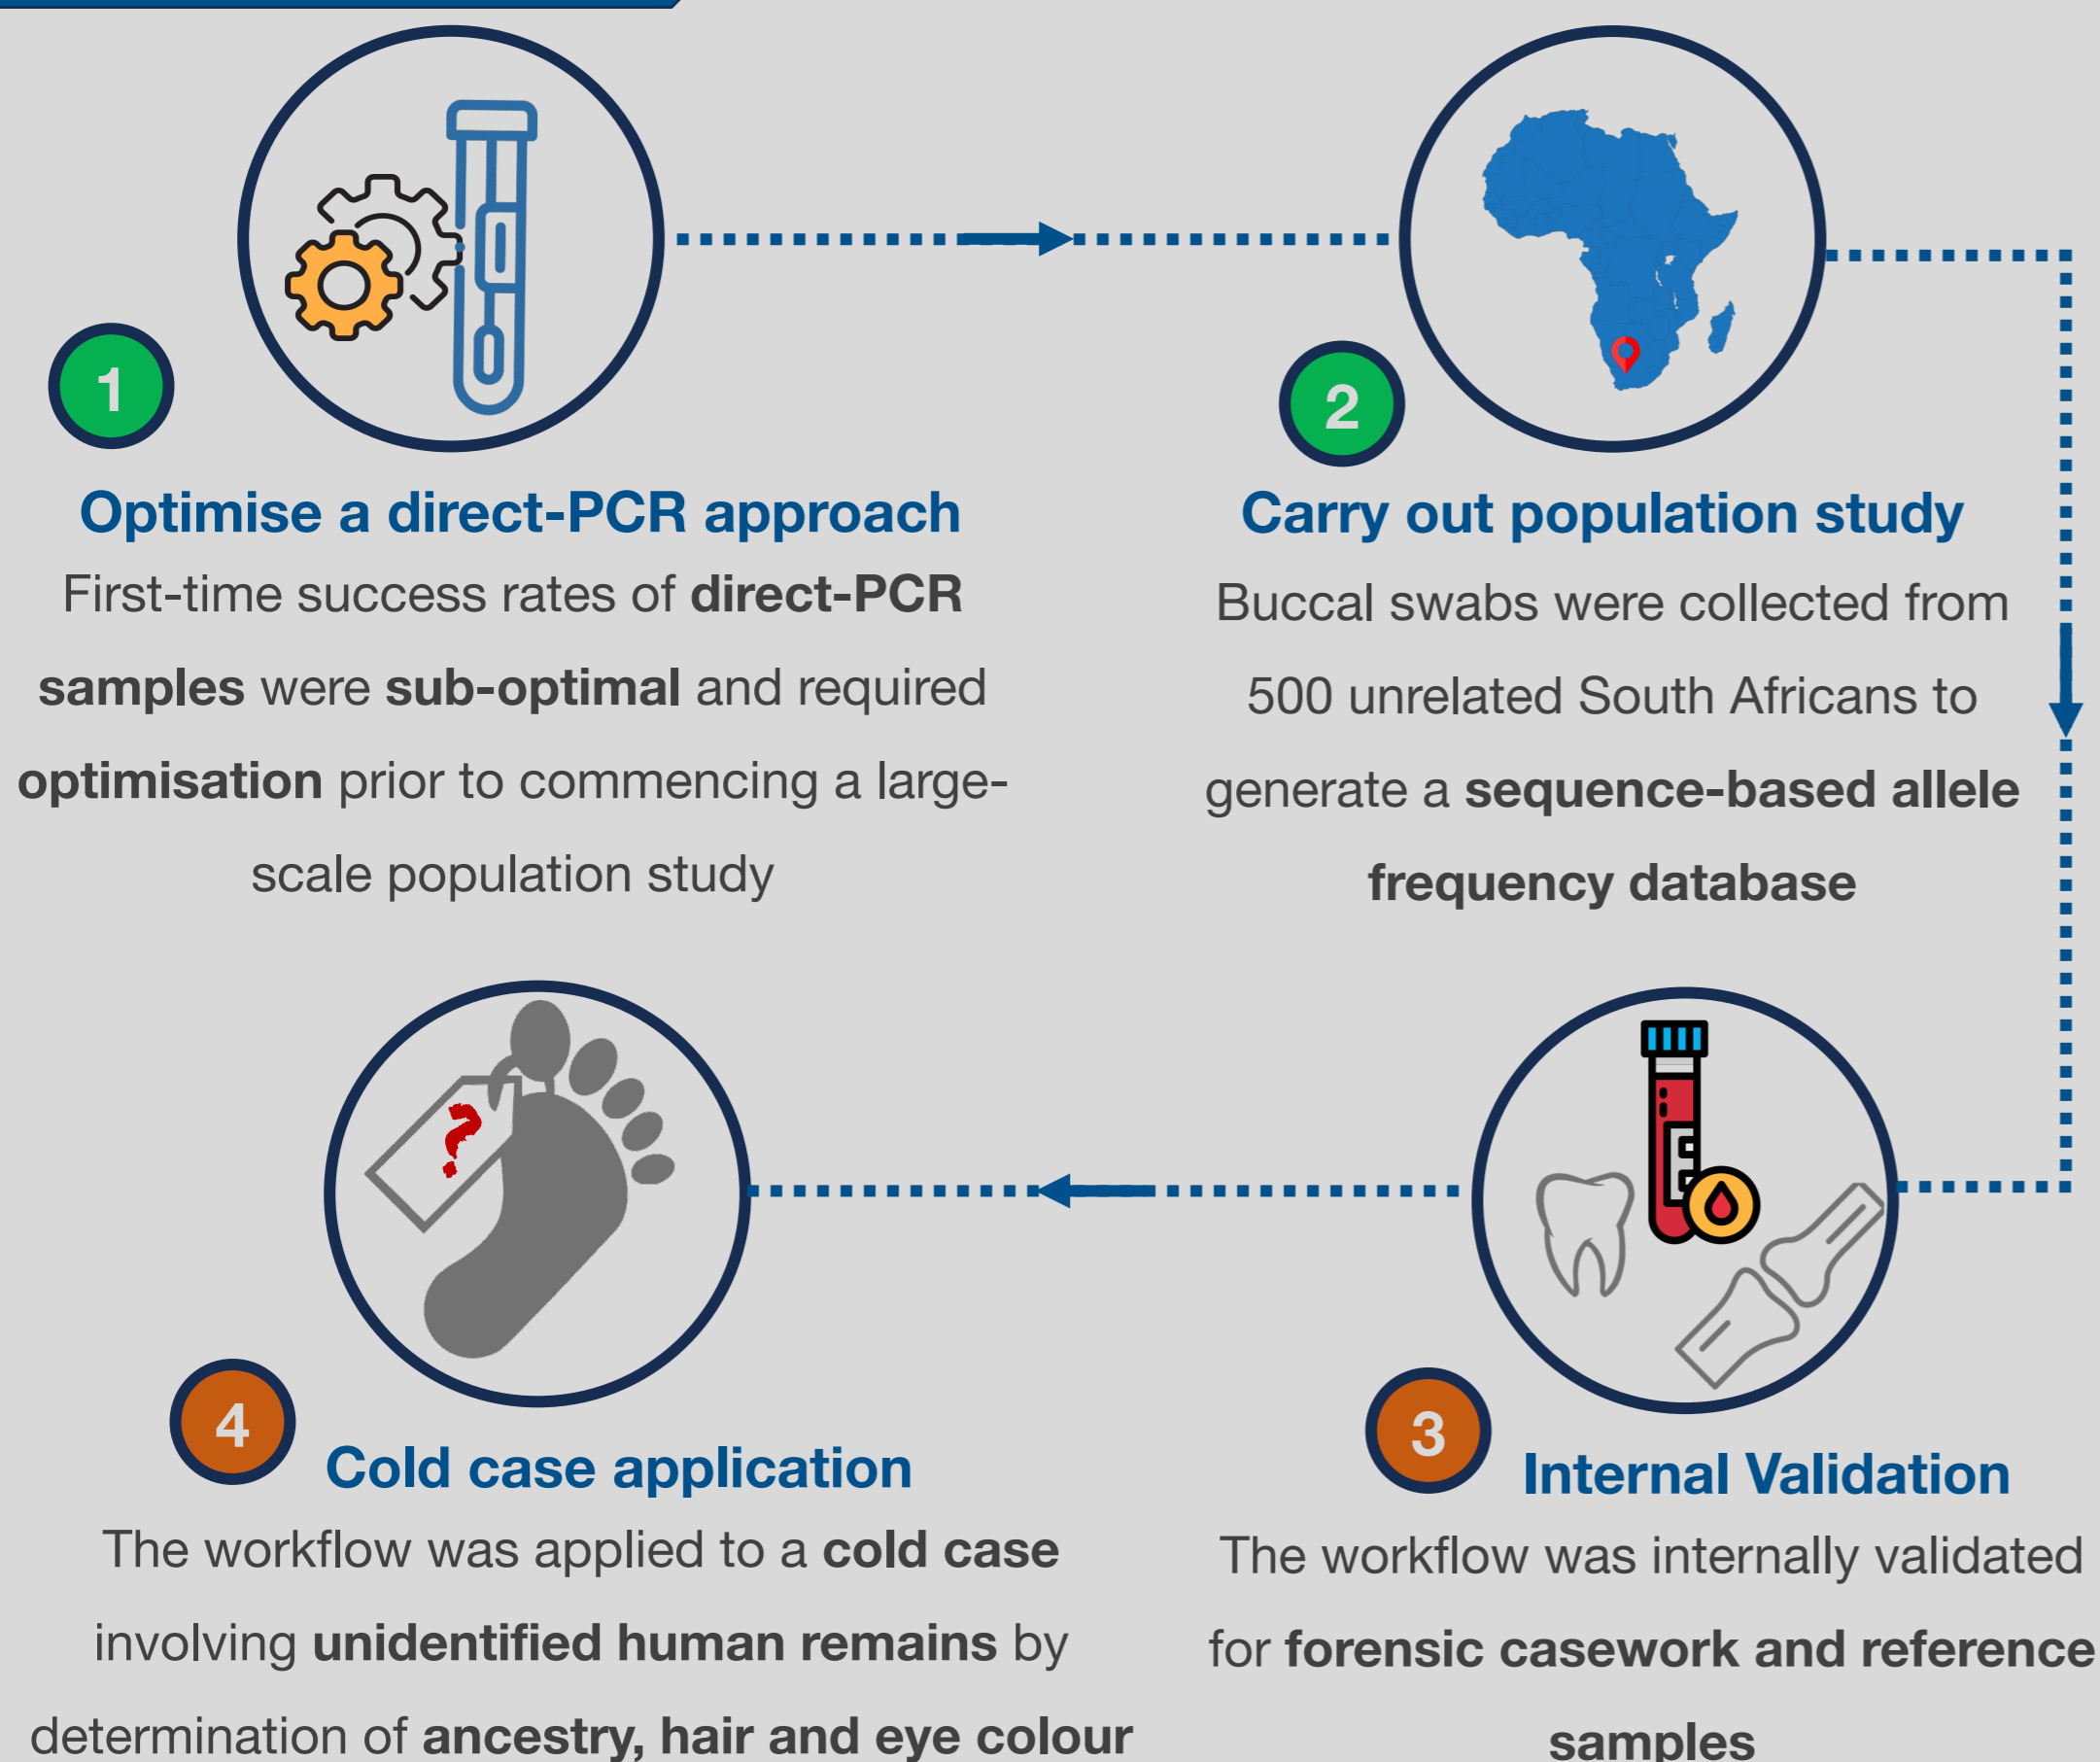 1
Optimise a direct-PCR approach
First-time success rates of direct-PCR
samples were sub-optimal and required
optimisation prior to commencing a large-
scale population study
2
Carry out population study
Buccal swabs were collected from
500 unrelated South Africans to
generate a sequence-based allele
frequency database
?
3
Internal Validation
The workflow was internally validated
for forensic casework and reference
samples
4
Cold case application
The workflow was applied to a cold case
involving unidentified human remains by
determination of ancestry, hair and eye colour